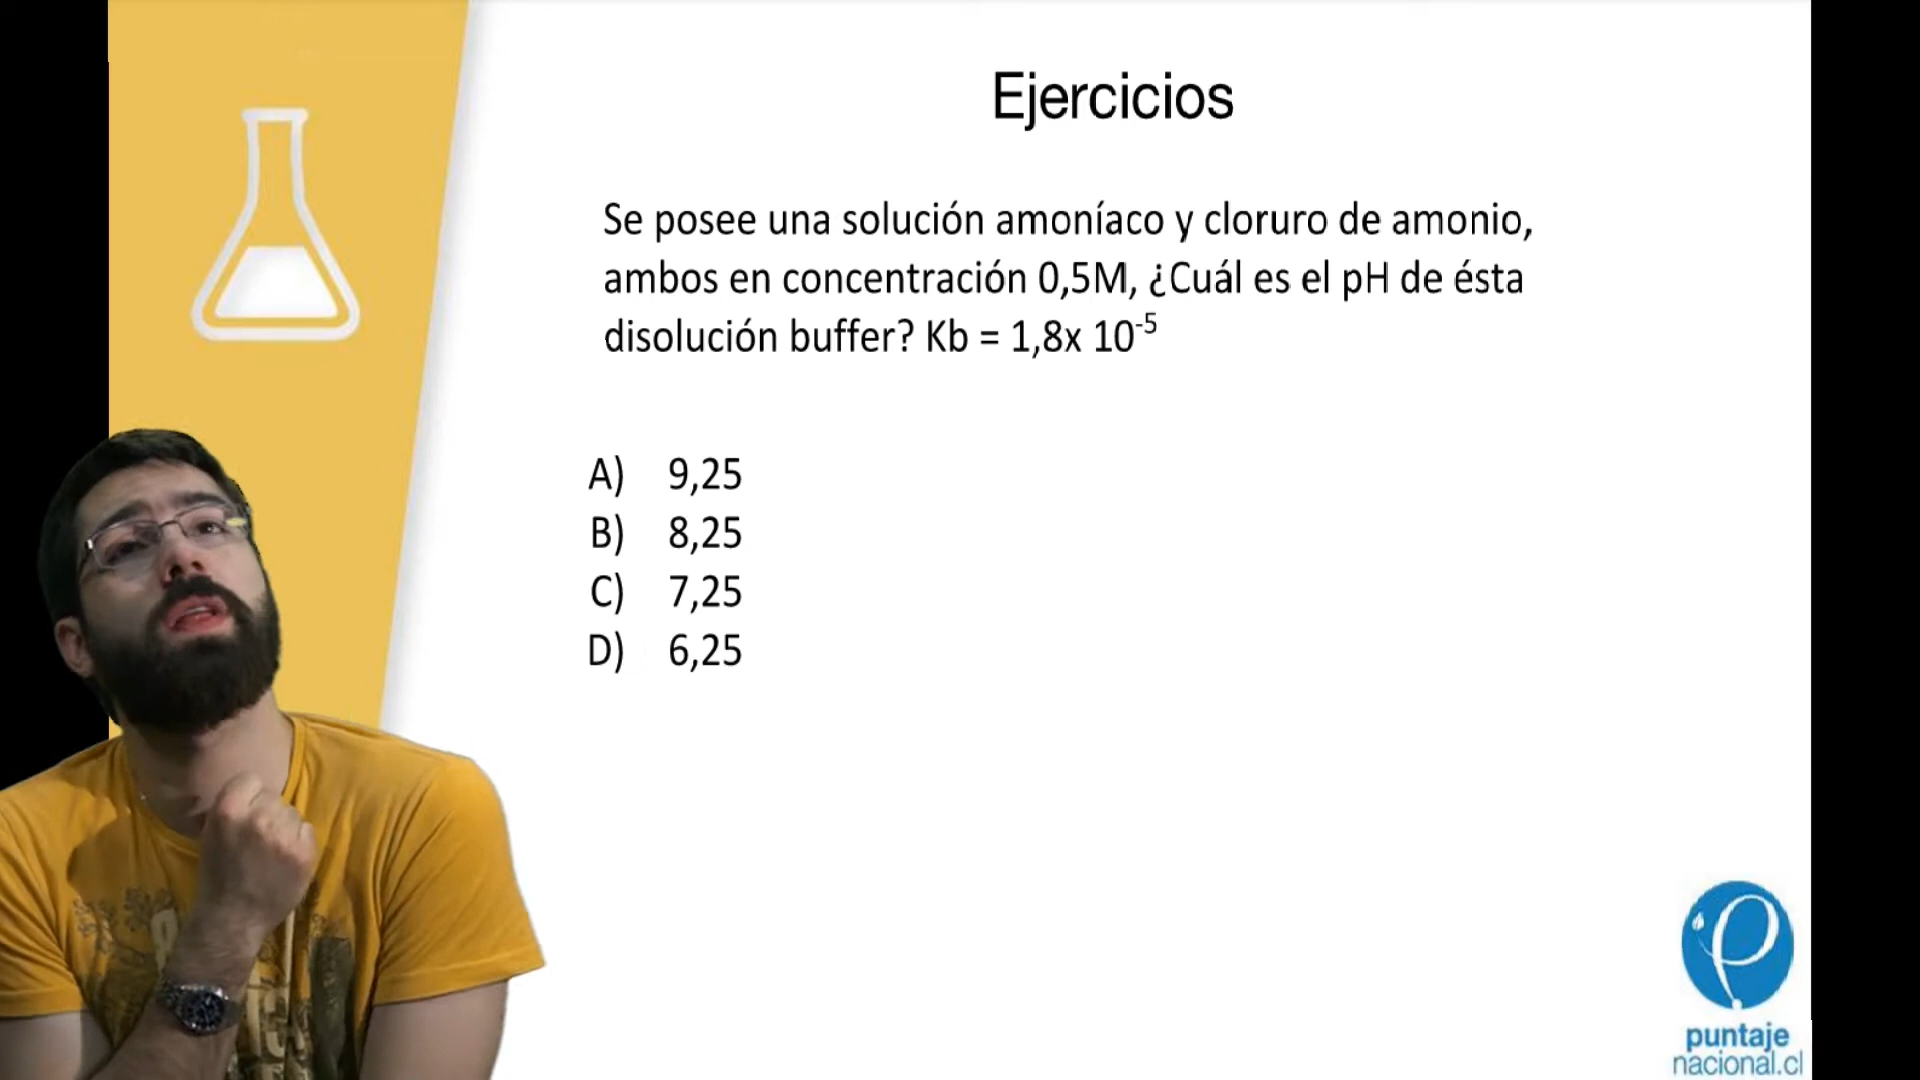 Ejercicios
Se posee una solución amoníaco y cloruro de amonio,
ambos en concentración 0,5M, ¿Cuál es el pH de ésta
disolución buffer? Kb = 1,8x 10⁻⁵
A) 9,25
B) 8,25
C) 7,25
D) 6,25
puntaje
nacional.cl